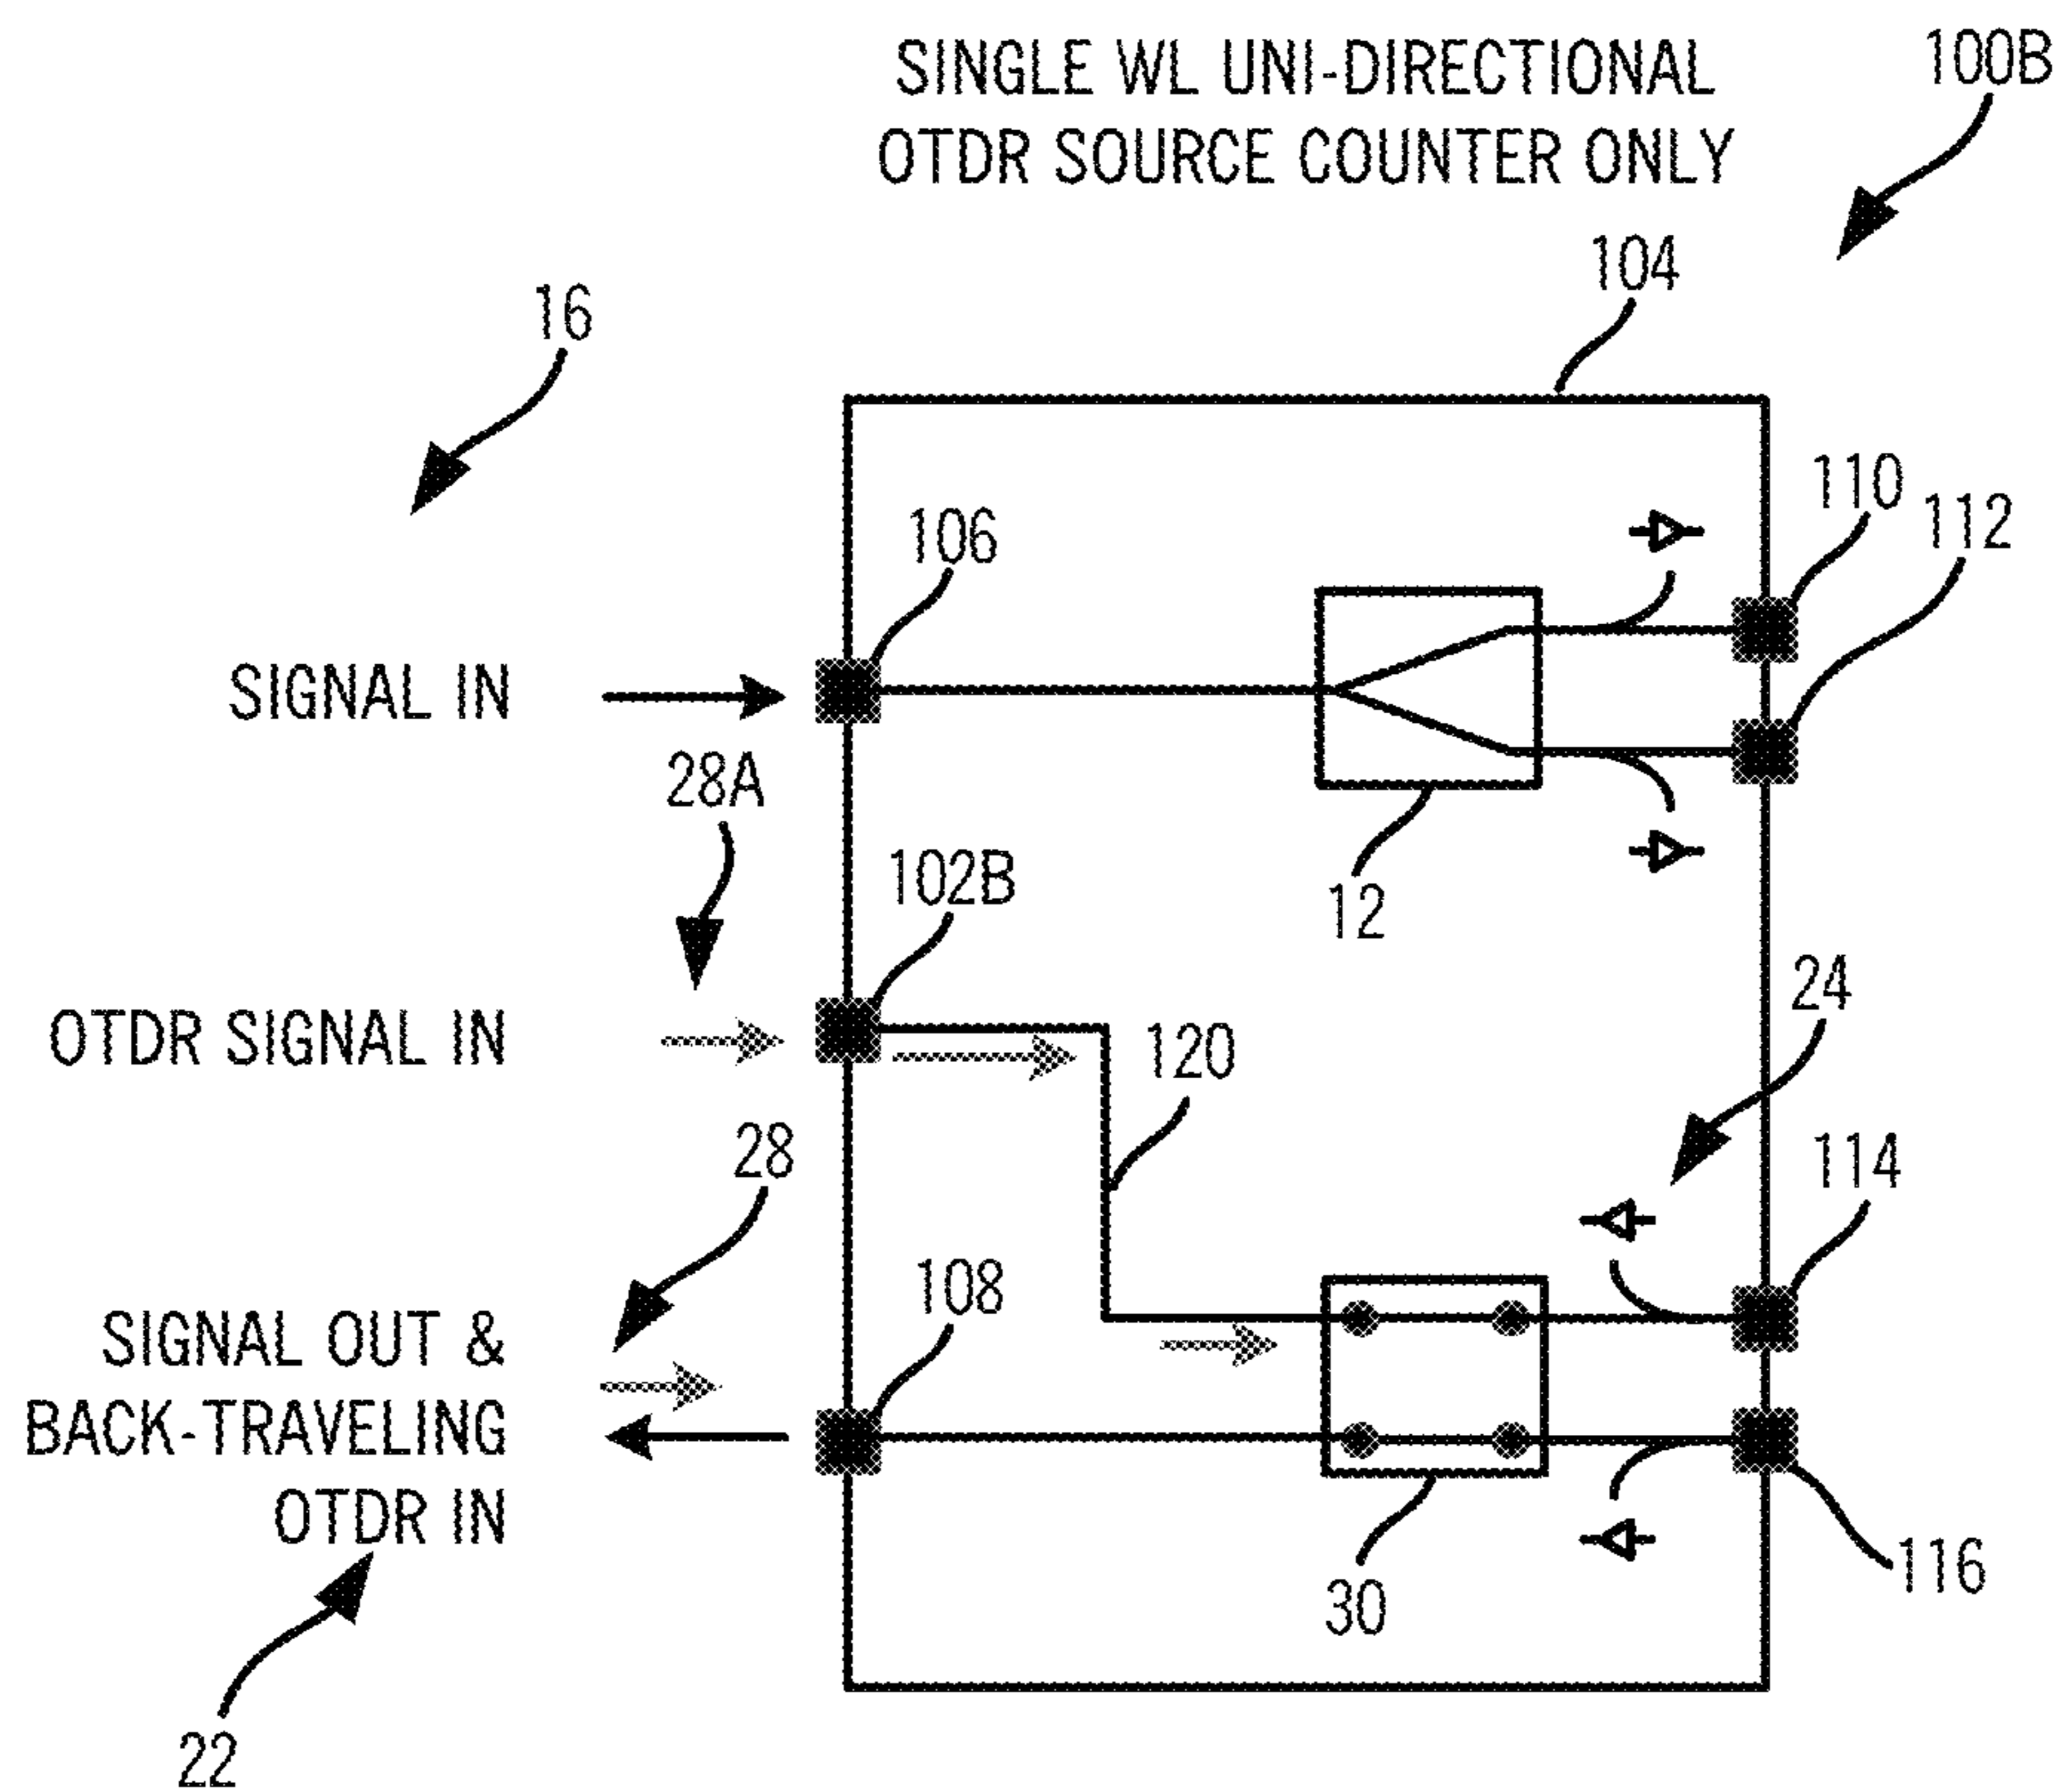 SINGLE WL UNI-DIRECTIONAL
OTDR SOURCE COUNTER ONLY
100B
104
16
110
112
106
SIGNAL IN
28A
102B
12
24
OTDR SIGNAL IN
120
28
114
108
SIGNAL OUT &
BACK-TRAVELING
OTDR IN
30
116
22